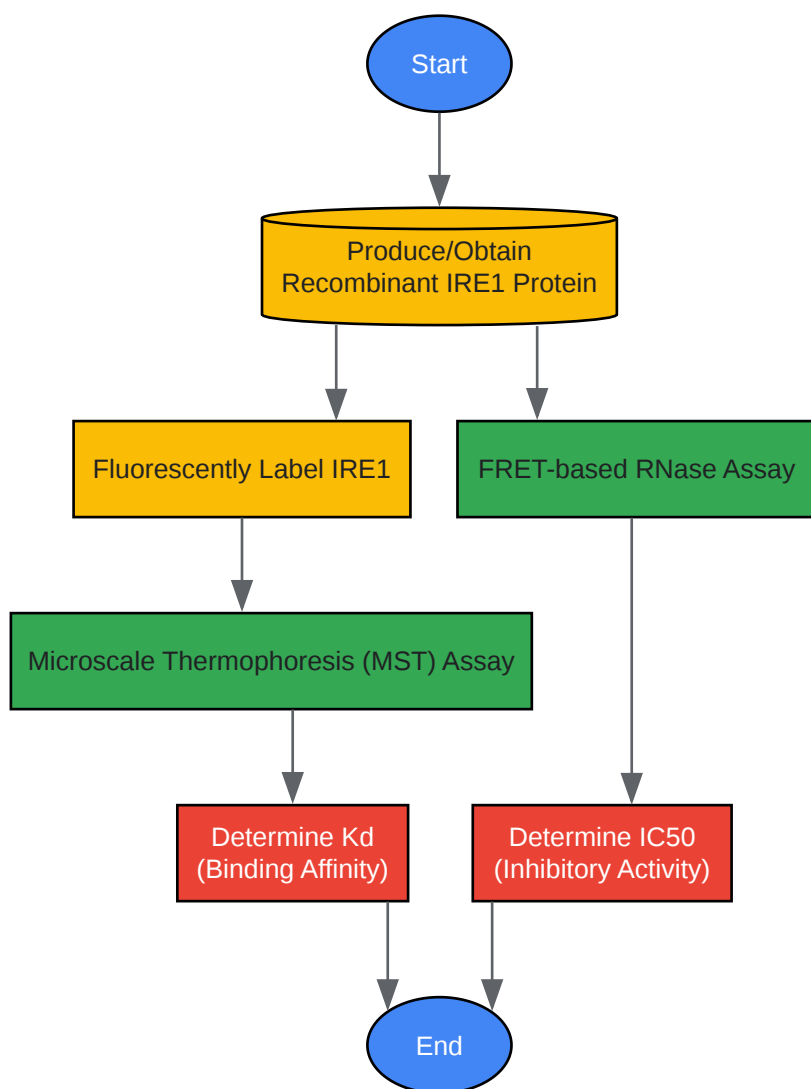 Start
Produce/Obtain
Recombinant IRE1 Protein
Fluorescently Label IRE1
FRET-based RNase Assay
Microscale Thermophoresis (MST) Assay
Determine Kd
(Binding Affinity)
Determine IC50
(Inhibitory Activity)
End